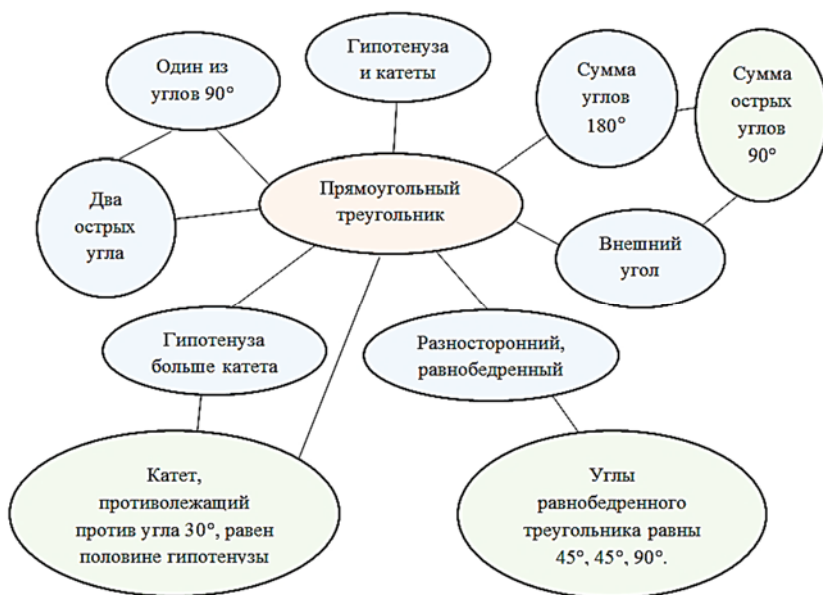 Гипотенуза
и катеты
Один из
углов 90°
Сумма
углов
180°
Сумма
острых
углов
90°
Прямоугольный
треугольник
Два
острых
угла
Внешний
угол
Гипотенуза
больше катета
Разносторонний,
равнобедренный
Катет,
противолежащий
против угла 30°, равен
половине гипотенузы
Углы
равнобедренного
треугольника равны
45°, 45°, 90°.